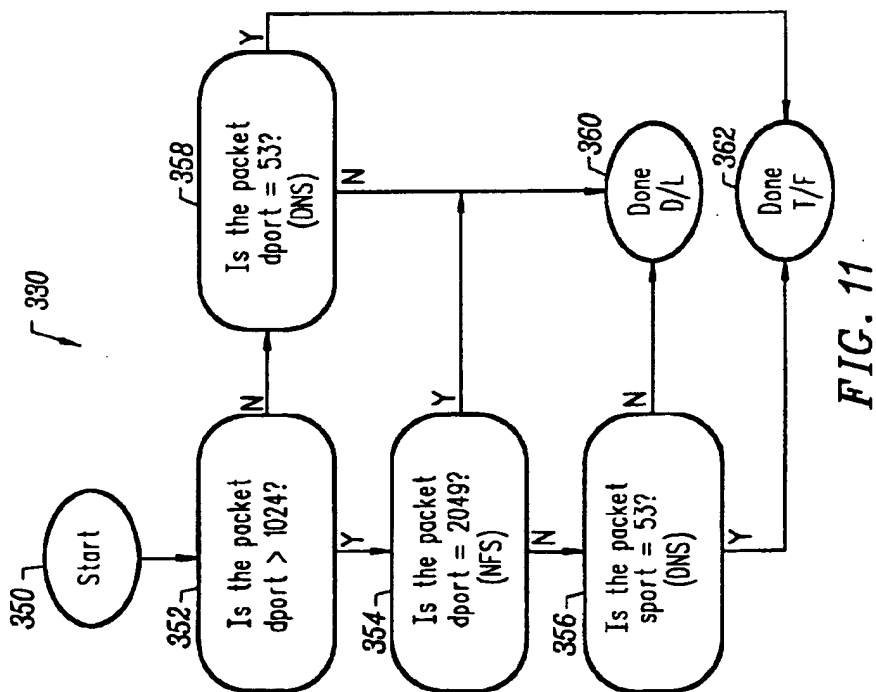 330
350
Start
352
Is the packet
dport > 1024?
N
Y
358
Is the packet
dport = 53?
(DNS)
Y
N
354
Is the packet
dport = 2049?
(NFS)
Y
N
356
Is the packet
sport = 53?
(DNS)
N
Y
360
Done
D/L
362
Done
T/F
FIG. 11